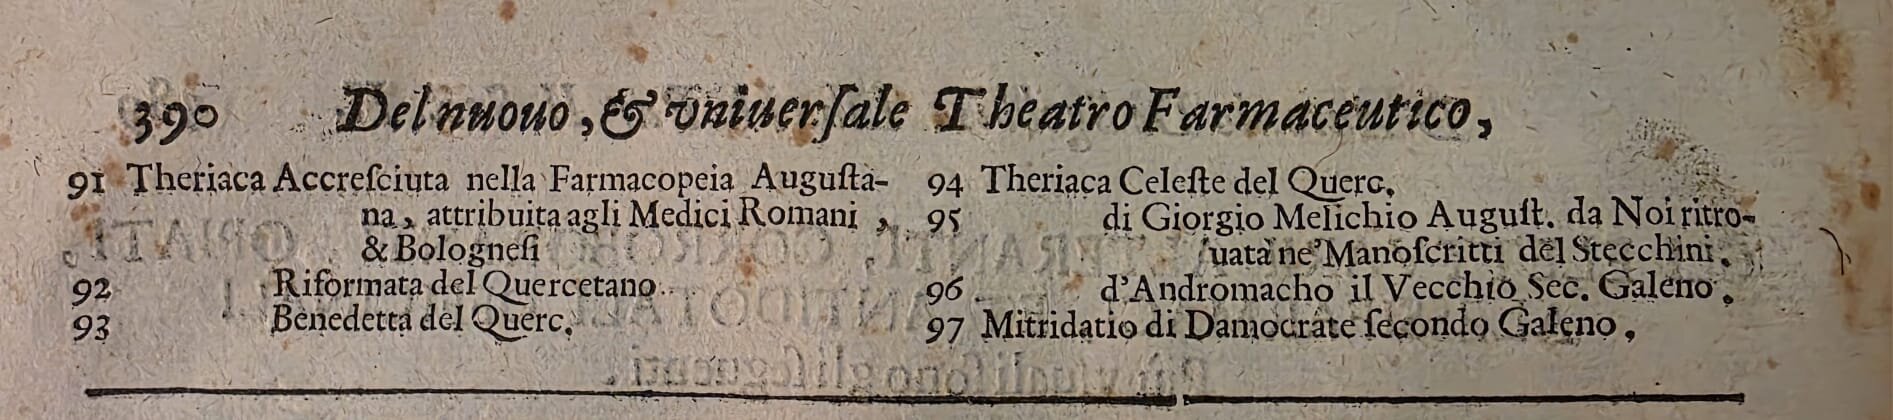 390 Del nuouo, & vniuerſale Theatro Farmaceutico,
91 Theriaca Accreſciuta nella Farmacopeia Auguſta-
na, attribuita agli Medici Romani,
& Bologneſi
92 Riformata del Quercetano
93 Benedetta del Querc.
94 Theriaca Celeſte del Querc.
95 di Giorgio Melichio Auguſt. da Noi ritro-
uata ne' Manoſcritti del Stecchini.
96 d'Andromacho il Vecchio Sec. Galeno.
97 Mitridatio di Damocrate ſecondo Galeno.